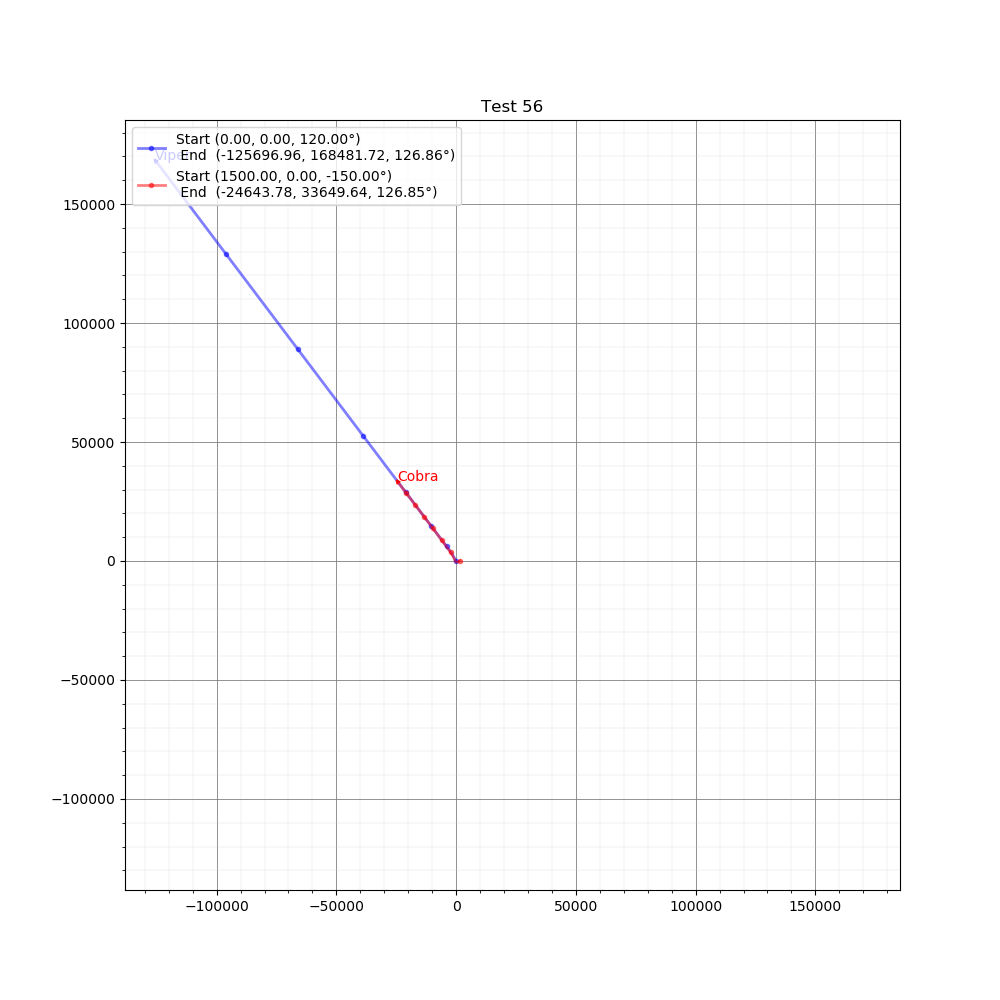 Test 56
Start (0.00, 0.00, 120.00°)
End (-125696.96, 168481.72, 126.86°)
Start (1500.00, 0.00, -150.00°)
End (-24643.78, 33649.64, 126.85°)
Viper
Cobra
150000
100000
50000
0
−50000
−100000
−100000 −50000 0 50000 100000 150000